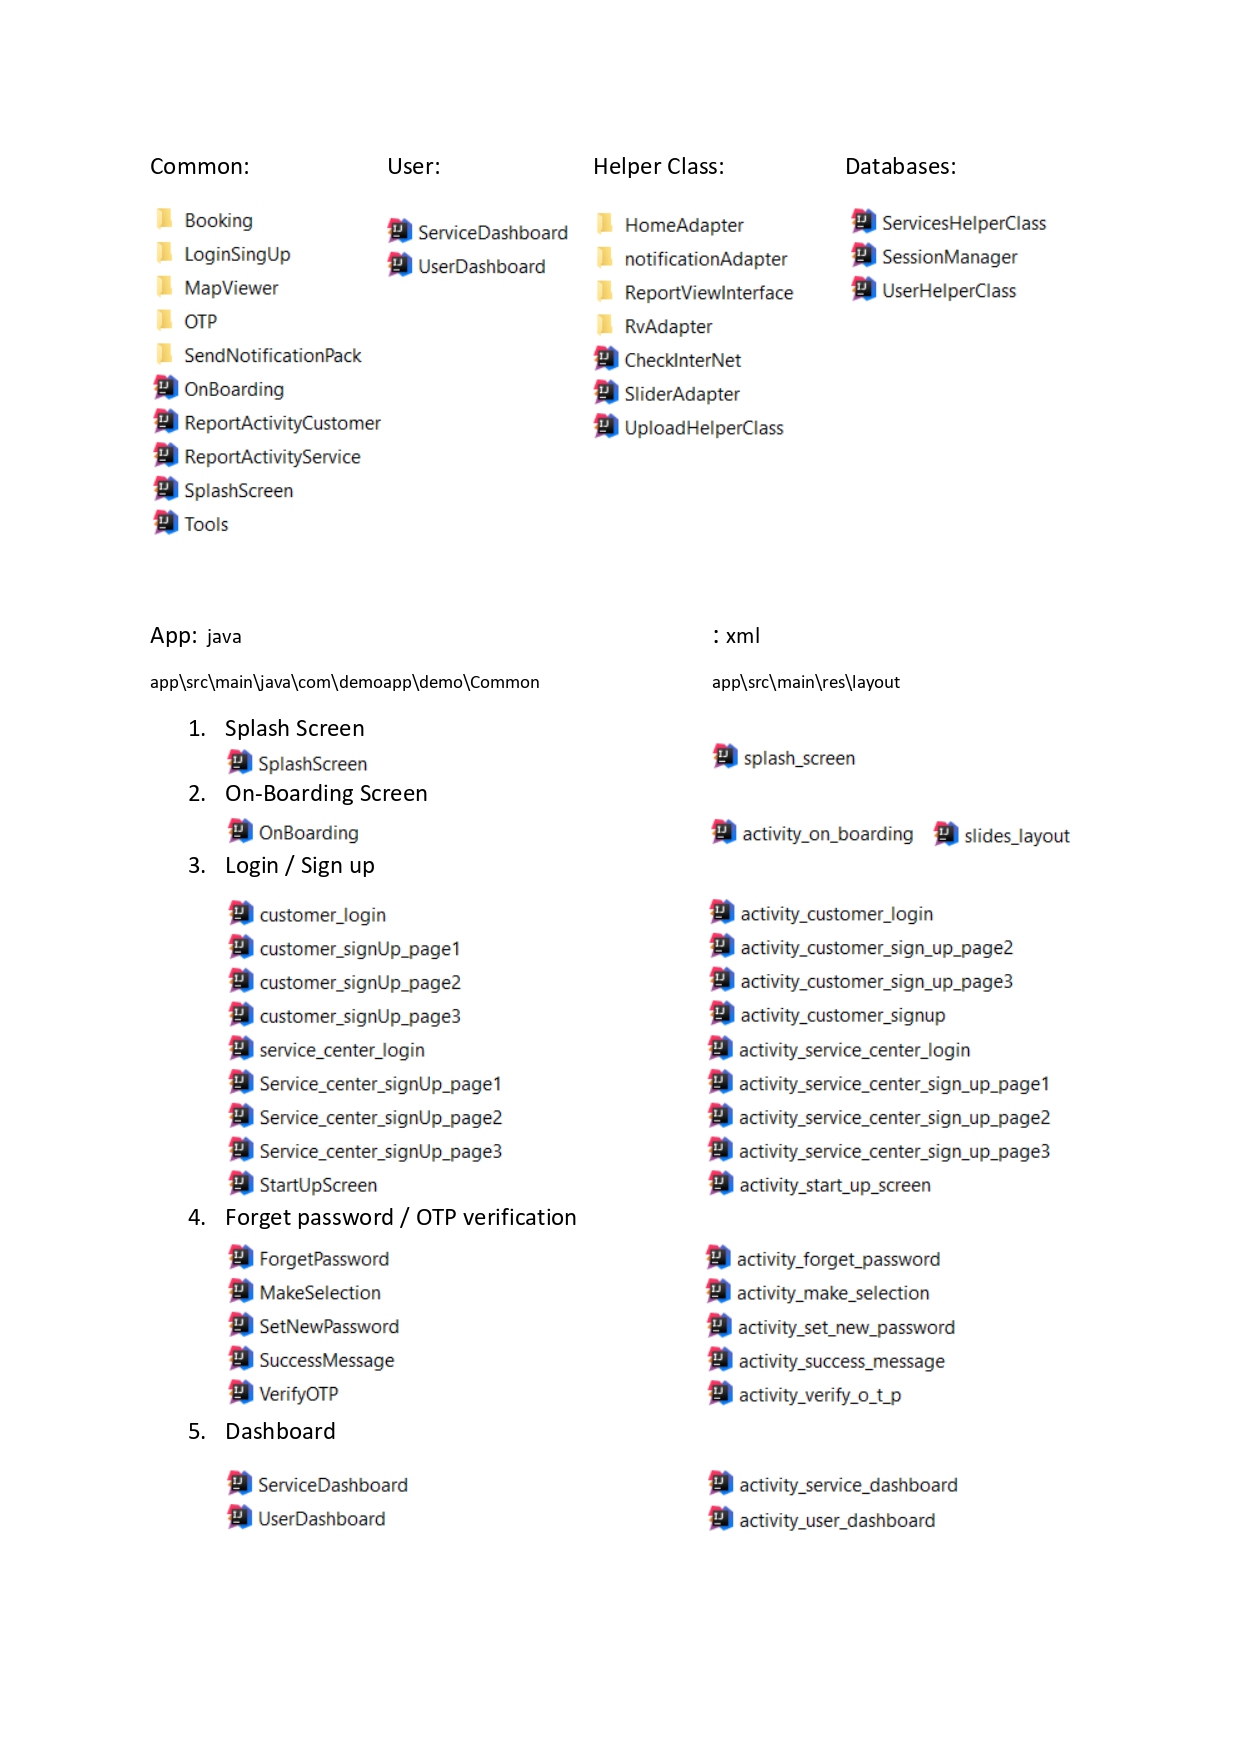 Common:
Booking
LoginSingUp
MapViewer
OTP
SendNotificationPack
OnBoarding
ReportActivityCustomer
ReportActivityService
SplashScreen
Tools
User:
ServiceDashboard
UserDashboard
Helper Class:
HomeAdapter
notificationAdapter
ReportViewInterface
RvAdapter
CheckInterNet
SliderAdapter
UploadHelperClass
Databases:
ServicesHelperClass
SessionManager
UserHelperClass
App: java
: xml
app\src\main\java\com\demoapp\demo\Common
app\src\main\res\layout
1. Splash Screen
SplashScreen
splash_screen
2. On-Boarding Screen
OnBoarding
activity_on_boarding slides_layout
3. Login / Sign up
customer_login
customer_signUp_page1
customer_signUp_page2
customer_signUp_page3
service_center_login
Service_center_signUp_page1
Service_center_signUp_page2
Service_center_signUp_page3
StartUpScreen
activity_customer_login
activity_customer_sign_up_page2
activity_customer_sign_up_page3
activity_customer_signup
activity_service_center_login
activity_service_center_sign_up_page1
activity_service_center_sign_up_page2
activity_service_center_sign_up_page3
activity_start_up_screen
4. Forget password / OTP verification
ForgetPassword
MakeSelection
SetNewPassword
SuccessMessage
VerifyOTP
activity_forget_password
activity_make_selection
activity_set_new_password
activity_success_message
activity_verify_o_t_p
5. Dashboard
ServiceDashboard
UserDashboard
activity_service_dashboard
activity_user_dashboard